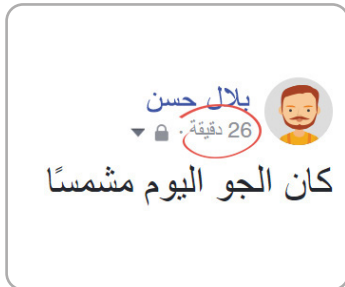 بلال حسن
26 دقيقة ·
كان الجو اليوم مشمسًا